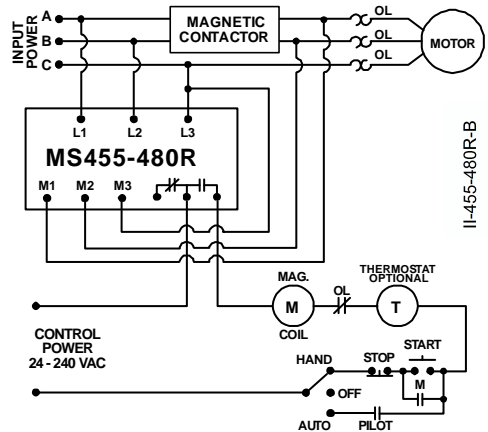 INPUT
POWER
A
B
C
MAGNETIC
CONTACTOR
OL
OL
OL
MOTOR
L1 L2 L3
MS455-480R
M1 M2 M3
II-455-480R-B
MAG.
M
COIL
OL
THERMOSTAT
OPTIONAL
T
CONTROL
POWER
24 - 240 VAC
HAND
OFF
AUTO
STOP
START
M
PILOT